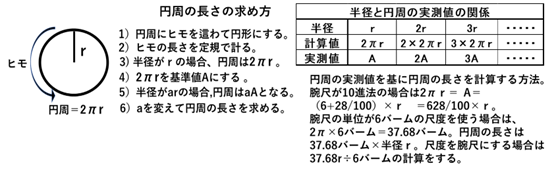 円周の長さの求め方
1）円周にヒモを這わて円形にする。
2）ヒモの長さを定規で計る。
3）半径がrの場合、円周は2πr。
4）2πrを基準値Aにする。
5）半径がarの場合,円周はaAとなる。
6）aを変えて円周の長さを求める。
ヒモ
r
円周＝2πr
半径と円周の実測値の関係
半径 r 2r 3r ・・・・・
計算値 2πr 2×2πr 3×2πr ・・・・・
実測値 A 2A 3A ・・・・・
円周の実測値を基に円周の長さを計算する方法。
腕尺が10進法の場合は2πr = A=
(6+28/100) × r =628/100× r。
腕尺の単位が6バームの尺度を使う場合は、
2π×6バーム=37.68バーム。円周の長さは
37.68バーム×半径r。尺度を腕尺にする場合は
37.68r÷6バームの計算をする。